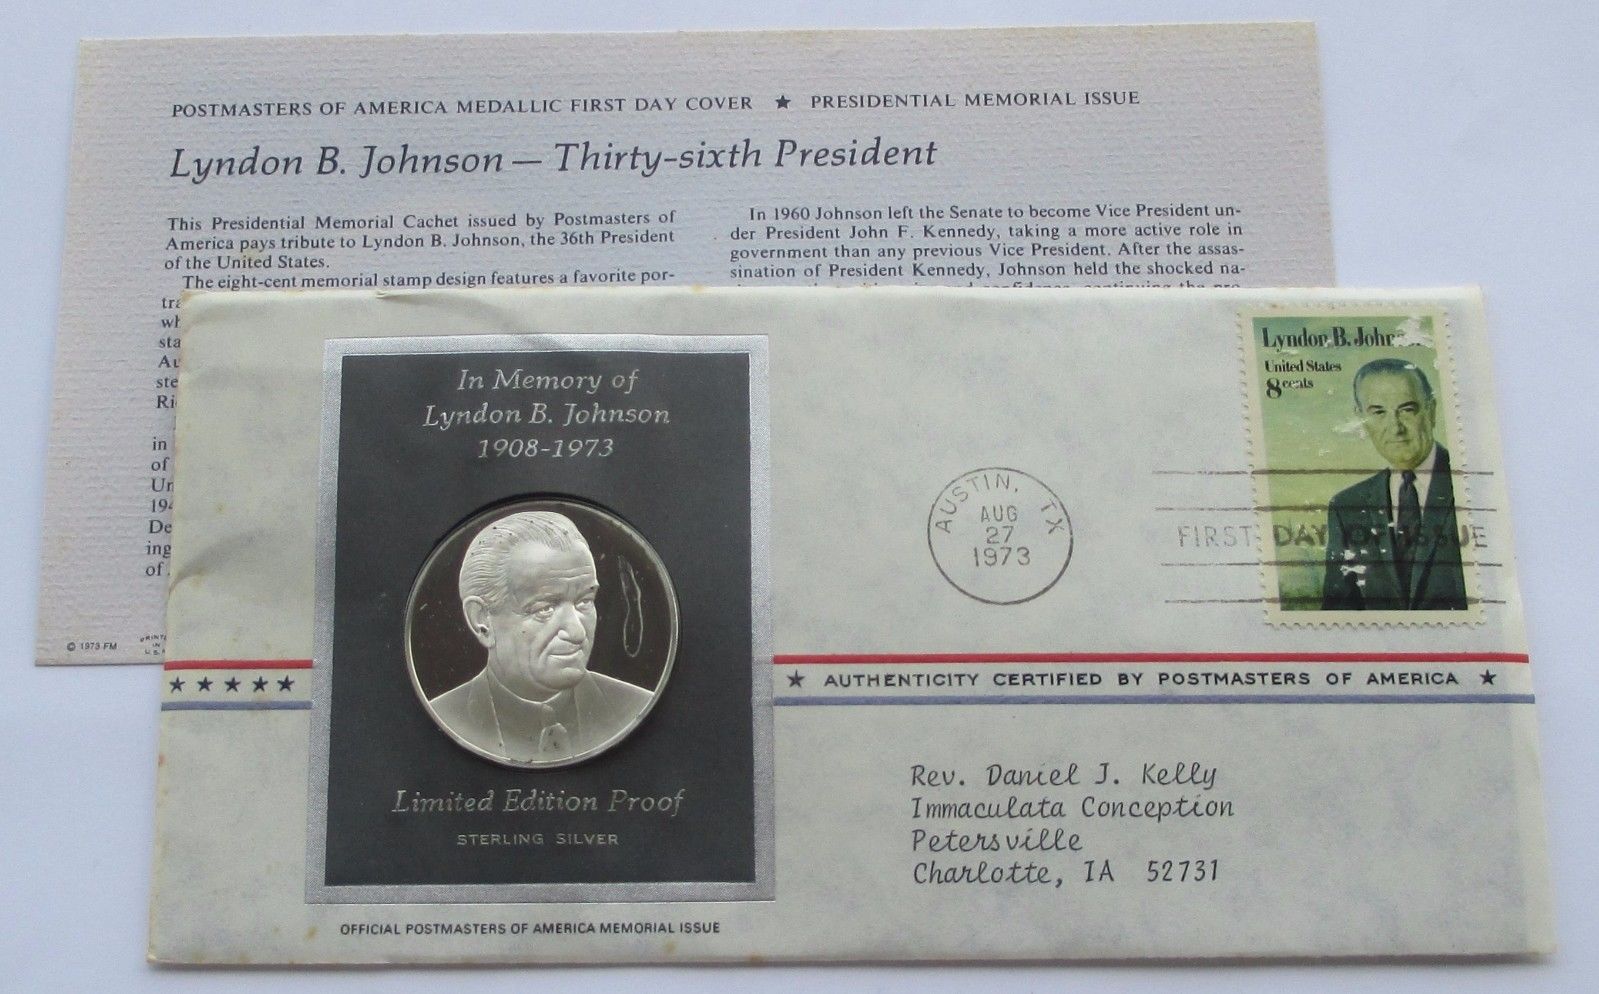 POSTMASTERS OF AMERICA MEDALLIC FIRST DAY COVER ★ PRESIDENTIAL MEMORIAL ISSUE
Lyndon B. Johnson — Thirty-sixth President
This Presidential Memorial Cachet issued by Postmasters of
America pays tribute to Lyndon B. Johnson, the 36th President
of the United States.
The eight-cent memorial stamp design features a favorite por-
In 1960 Johnson left the Senate to become Vice President un-
der President John F. Kennedy, taking a more active role in
government than any previous Vice President. After the assas-
sination of President Kennedy, Johnson held the shocked na-
in
of
of
© 1973 FM
In Memory of
Lyndon B. Johnson
1908-1973
Limited Edition Proof
STERLING SILVER
OFFICIAL POSTMASTERS OF AMERICA MEMORIAL ISSUE
Lyndon B. Joh
United States
8 cents
AUSTIN, TX
AUG
27
1973
FIRST DAY OF ISSUE
★ ★ ★ ★ ★
★ AUTHENTICITY CERTIFIED BY POSTMASTERS OF AMERICA ★
Rev. Daniel J. Kelly
Immaculata Conception
Petersville
Charlotte, IA 52731